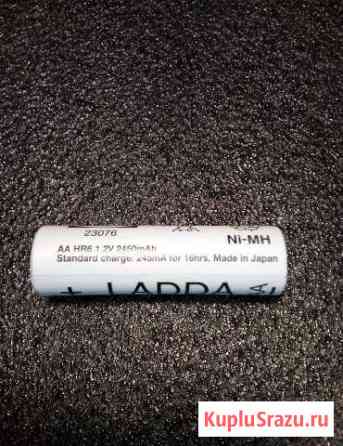 23076
Ni-MH
AA HR6 1.2V 2450mAh
Standard charge: 245mA for 16hrs. Made in Japan
+ LADDA
KupluSrazu.ru